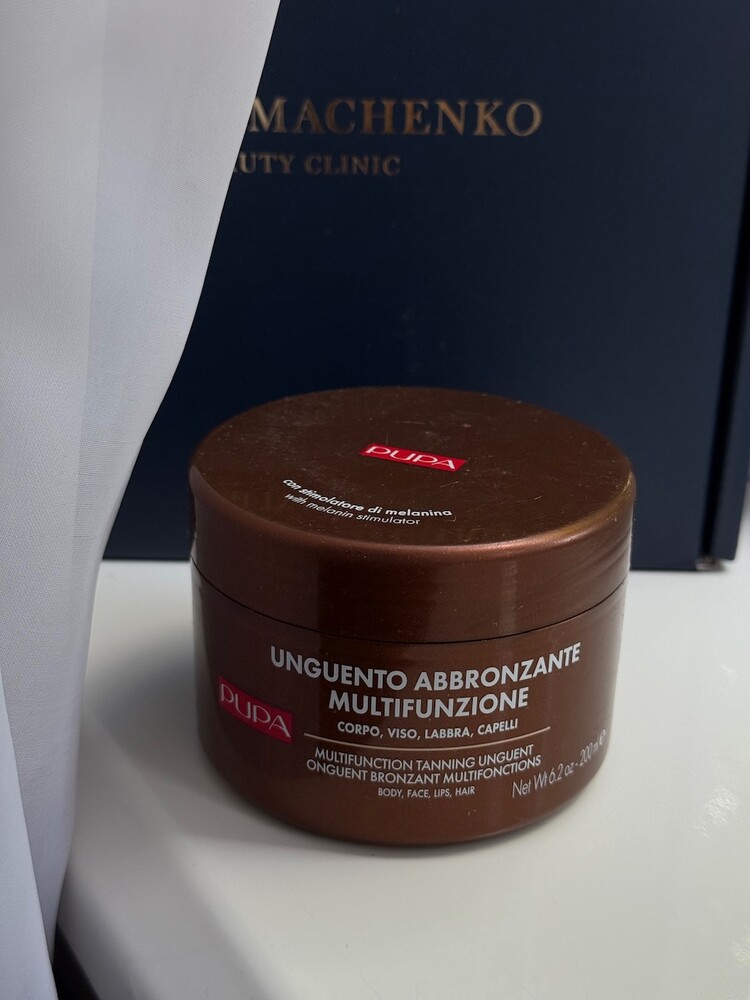 MACHENKO
AUTY CLINIC
PUPA
con stimolatore di melanina
with melanin stimulator
UNGUENTO ABBRONZANTE
MULTIFUNZIONE
PUPA
CORPO, VISO, LABBRA, CAPELLI
MULTIFUNCTION TANNING UNGUENT
ONGUENT BRONZANT MULTIFONCTIONS
BODY, FACE, LIPS, HAIR
Net Wt 6.2 oz - 200 ml e